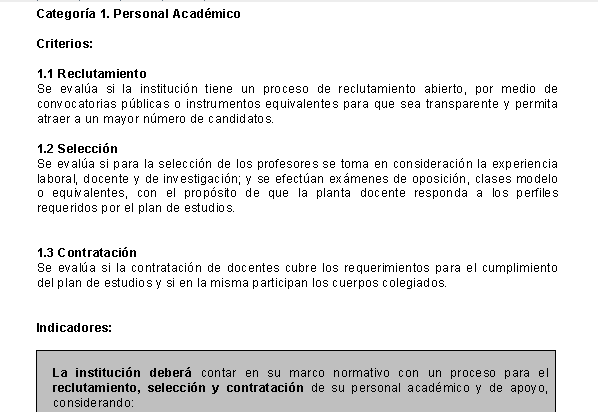 Categoría 1. Personal Académico
Criterios:
1.1 Reclutamiento
Se evalúa si la institución tiene un proceso de reclutamiento abierto, por medio de
convocatorias públicas o instrumentos equivalentes para que sea transparente y permita
atraer a un mayor número de candidatos.
1.2 Selección
Se evalúa si para la selección de los profesores se toma en consideración la experiencia
laboral, docente y de investigación; y se efectúan exámenes de oposición, clases modelo
o equivalentes, con el propósito de que la planta docente responda a los perfiles
requeridos por el plan de estudios.
1.3 Contratación
Se evalúa si la contratación de docentes cubre los requerimientos para el cumplimiento
del plan de estudios y si en la misma participan los cuerpos colegiados.
Indicadores:
La institución deberá contar en su marco normativo con un proceso para el
reclutamiento, selección y contratación de su personal académico y de apoyo,
considerando: